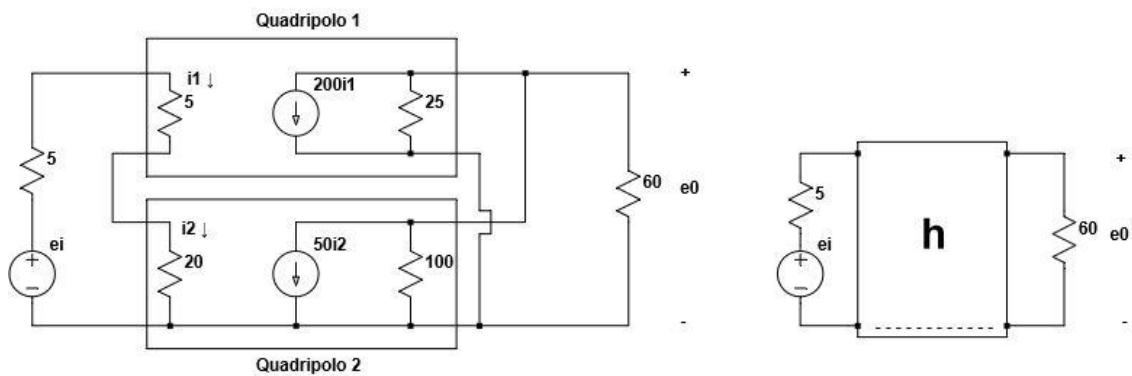 Quadripolo 1
i1 ↓
5
200i1
25
5
ei
+
−
i2 ↓
20
50i2
100
60
+
e0
-
Quadripolo 2
5
ei
+
−
h
60
+
e0
-